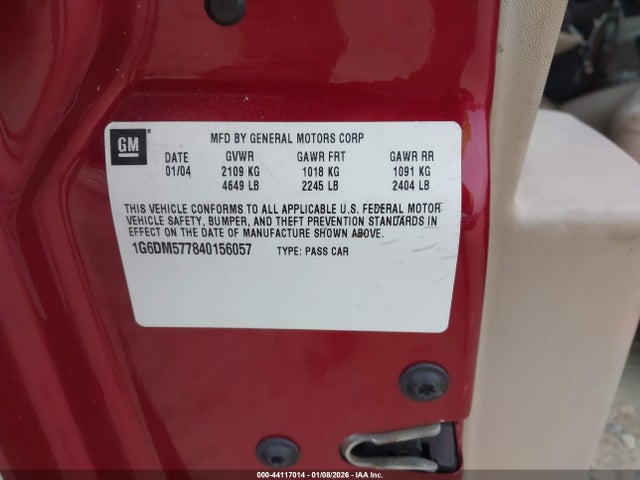 GM
MFD BY GENERAL MOTORS CORP
DATE GVWR GAWR FRT GAWR RR
01/04 2109 KG 1018 KG 1091 KG
4649 LB 2245 LB 2404 LB
THIS VEHICLE CONFORMS TO ALL APPLICABLE U.S. FEDERAL MOTOR
VEHICLE SAFETY, BUMPER, AND THEFT PREVENTION STANDARDS IN
EFFECT ON THE DATE OF MANUFACTURE SHOWN ABOVE.
1G6DM577840156057 TYPE: PASS CAR
000-44117014 | 01/08/2026 - ©IAA Inc. All Rights Reserved